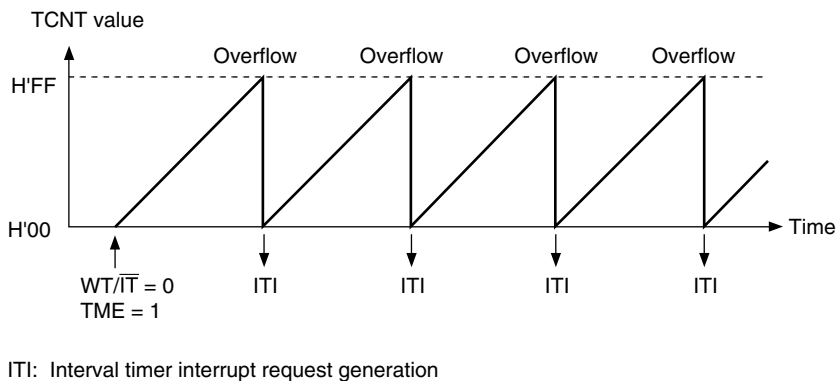 TCNT value
Overflow Overflow Overflow Overflow
H'FF
H'00
Time
WT/I̅T̅ = 0
TME = 1
ITI ITI ITI ITI
ITI: Interval timer interrupt request generation